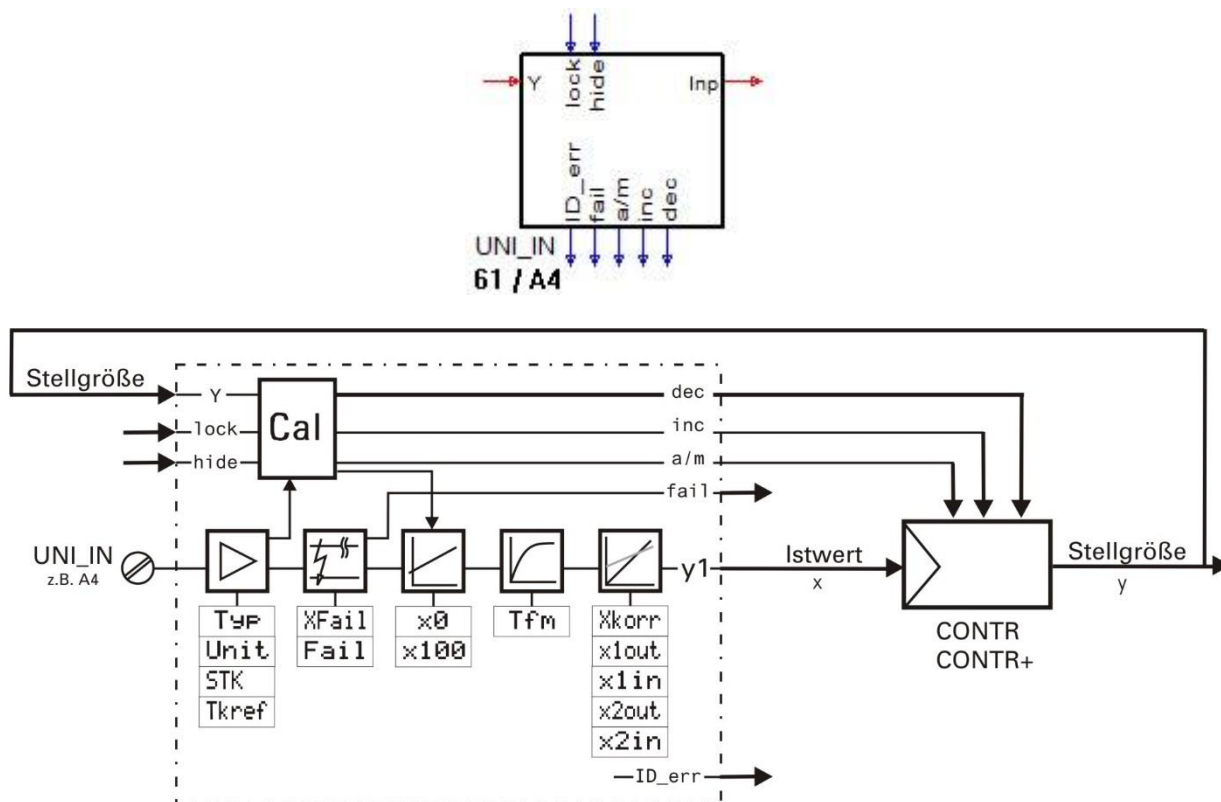 lock
hide
Y
Inp
ID_err
fail
a/m
inc
dec
UNI_IN
61 / A4
Stellgröße
Y
lock
hide
Cal
dec
inc
a/m
fail
UNI_IN
z.B. A4
y1
Istwert
x
Stellgröße
y
Typ
Unit
STK
Tkref
XFail
Fail
x0
x100
Tfm
Xkorr
x1out
x1in
x2out
x2in
CONTR
CONTR+
ID_err